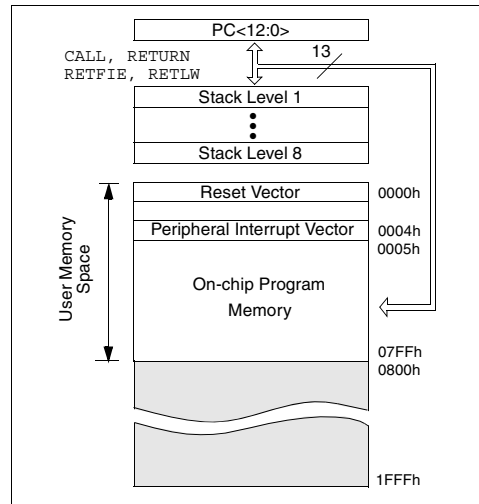 PC<12:0>
CALL, RETURN
RETFIE, RETLW
13
Stack Level 1
Stack Level 8
Reset Vector
0000h
Peripheral Interrupt Vector
0004h
0005h
User Memory
Space
On-chip Program
Memory
07FFh
0800h
1FFFh